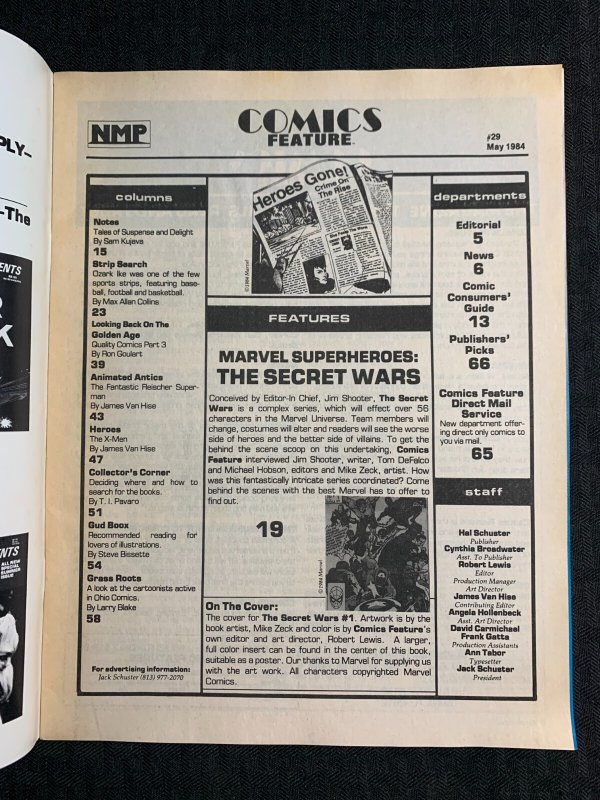 PLY–
–The
ENTS
R
K
ENTS
ALL NEW
SPECIAL
SUMMER
ISSUE
NMP
COMICS
FEATURE™
#29
May 1984
columns
Notes
Tales of Suspense and Delight
By Sam Kujava
15
Strip Search
Ozark Ike was one of the few
sports strips, featuring base-
ball, football and basketball.
By Max Allan Collins
23
Looking Back On The
Golden Age
Quality Comics Part 3
By Ron Goulart
39
Animated Antics
The Fantastic Reischer Super-
man
By James Van Hise
43
Heroes
The X-Men
By James Van Hise
47
Collector's Corner
Deciding where and how to
search for the books.
By T. I. Pavaro
51
Gud Boox
Recommended reading for
lovers of illustrations.
By Steve Bissette
54
Grass Roots
A look at the cartoonists active
in Ohio Comics.
By Larry Blake
58
For advertising information:
Jack Schuster (813) 977-2070
Heroes Gone!
Crime On
The Rise
©1984 Marvel
FEATURES
MARVEL SUPERHEROES:
THE SECRET WARS
Conceived by Editor-In Chief, Jim Shooter, The Secret
Wars is a complex series, which will effect over 56
characters in the Marvel Universe. Team members will
change, costumes will alter and readers will see the worse
side of heroes and the better side of villains. To get the
behind the scene scoop on this undertaking, Comics
Feature interviewed Jim Shooter, writer, Tom DeFalco
and Michael Hobson, editors and Mike Zeck, artist. How
was this fantastically intricate series coordinated? Come
behind the scenes with the best Marvel has to offer to
find out.
19
©1984 Marvel
On The Cover:
The cover for The Secret Wars #1. Artwork is by the
book artist, Mike Zeck and color is by Comics Feature's
own editor and art director, Robert Lewis. A larger,
full color insert can be found in the center of this book,
suitable as a poster. Our thanks to Marvel for supplying us
with the art work. All characters copyrighted Marvel
Comics.
departments
Editorial
5
News
6
Comic
Consumers'
Guide
13
Publishers'
Picks
66
Comics Feature
Direct Mail
Service
New department offer-
ing direct only comics to
you via mail.
65
staff
Hal Schuster
Publisher
Cynthia Broadwater
Asst. To Publisher
Robert Lewis
Editor
Production Manager
Art Director
James Van Hise
Contributing Editor
Angela Hollenbeck
Asst. Art Director
David Carmichael
Frank Gatta
Production Assistants
Ann Tabor
Typesetter
Jack Schuster
President